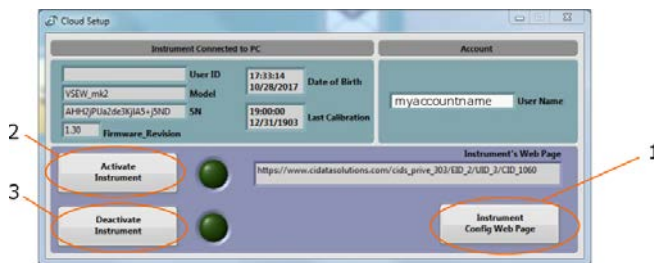 Cloud Setup
Instrument Connected to PC
Account
User ID
17:33:14
10/28/2017
Date of Birth
VSEW_mk2
Model
AHH2jPUa2de3KjIA5+j5ND
SN
19:00:00
12/31/1903
Last Calibration
1.30
Firmware_Revision
myaccountname
User Name
2
Activate
Instrument
Instrument's Web Page
https://www.cidatasolutions.com/cids_prive_303/EID_2/UID_3/CID_1060
1
3
Deactivate
Instrument
Instrument
Config Web Page